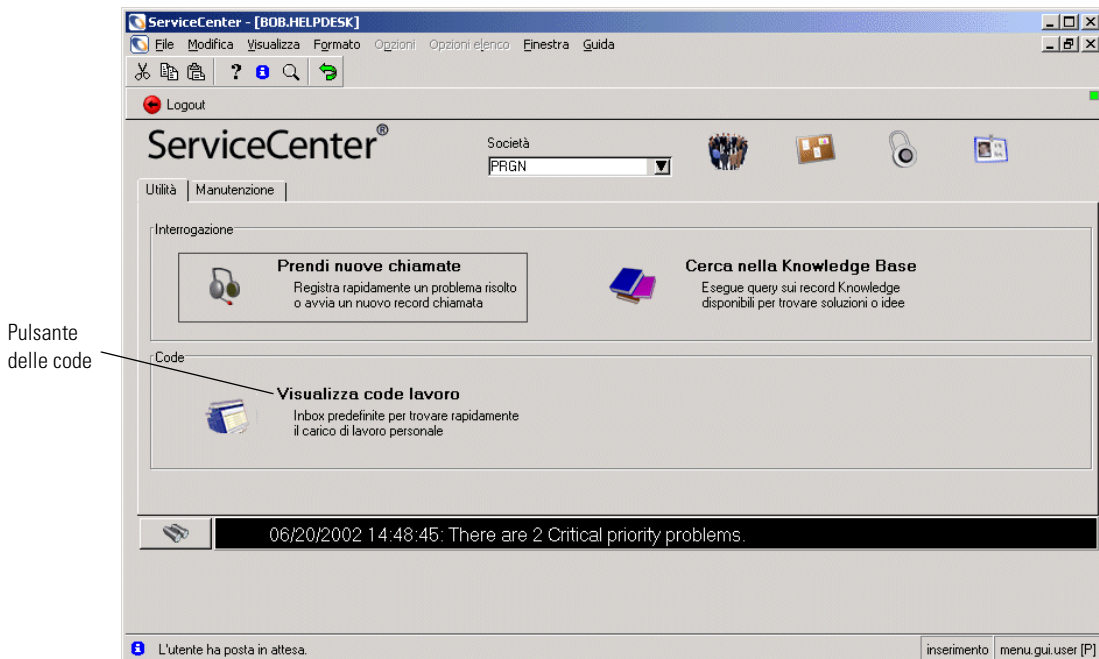 ServiceCenter - [BOB.HELPDESK]
File Modifica Visualizza Formato Opzioni Opzioni elenco Finestra Guida
Logout
ServiceCenter®
Società
PRGN
Utilità Manutenzione
Interrogazione
Prendi nuove chiamate
Registra rapidamente un problema risolto
o avvia un nuovo record chiamata
Cerca nella Knowledge Base
Esegue query sui record Knowledge
disponibili per trovare soluzioni o idee
Pulsante
delle code
Code
Visualizza code lavoro
Inbox predefinite per trovare rapidamente
il carico di lavoro personale
06/20/2002 14:48:45: There are 2 Critical priority problems.
L'utente ha posta in attesa.
inserimento menu.gui.user [P]